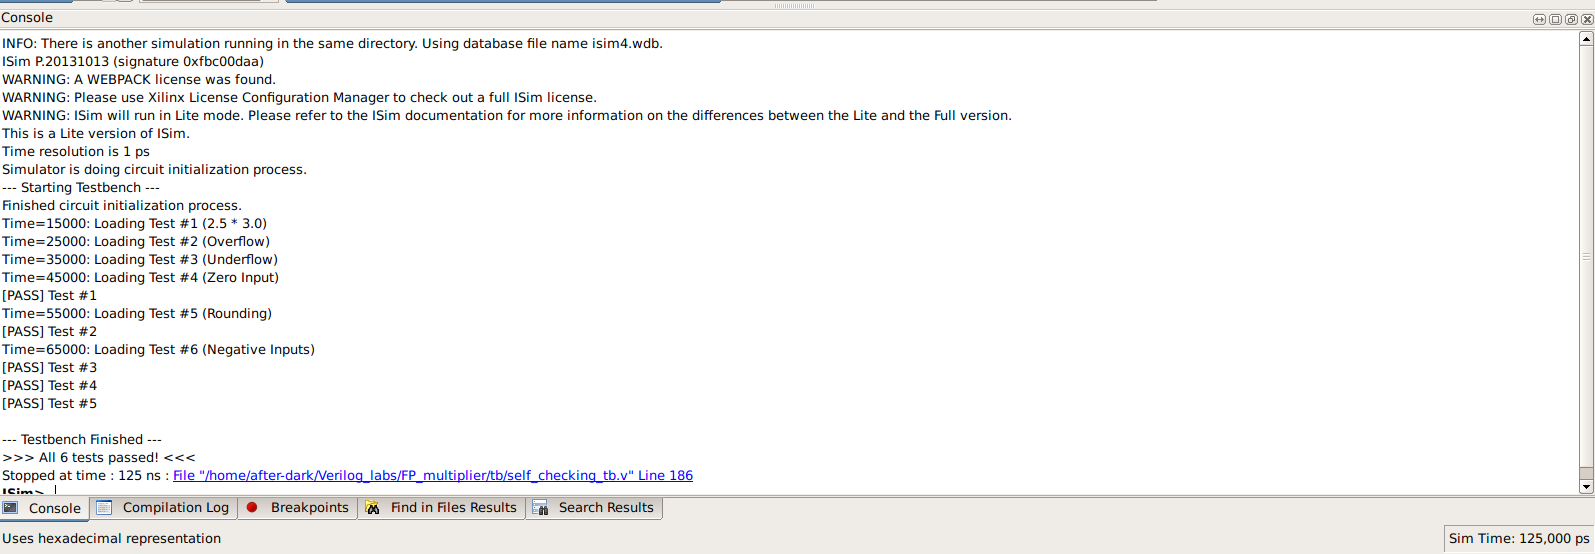 Console
INFO: There is another simulation running in the same directory. Using database file name isim4.wdb.
ISim P.20131013 (signature 0xfbc00daa)
WARNING: A WEBPACK license was found.
WARNING: Please use Xilinx License Configuration Manager to check out a full ISim license.
WARNING: ISim will run in Lite mode. Please refer to the ISim documentation for more information on the differences between the Lite and the Full version.
This is a Lite version of ISim.
Time resolution is 1 ps
Simulator is doing circuit initialization process.
--- Starting Testbench ---
Finished circuit initialization process.
Time=15000: Loading Test #1 (2.5 * 3.0)
Time=25000: Loading Test #2 (Overflow)
Time=35000: Loading Test #3 (Underflow)
Time=45000: Loading Test #4 (Zero Input)
[PASS] Test #1
Time=55000: Loading Test #5 (Rounding)
[PASS] Test #2
Time=65000: Loading Test #6 (Negative Inputs)
[PASS] Test #3
[PASS] Test #4
[PASS] Test #5
--- Testbench Finished ---
>>> All 6 tests passed! <<<
Stopped at time : 125 ns : File "/home/after-dark/Verilog_labs/FP_multiplier/tb/self_checking_tb.v" Line 186
ISim>
Console Compilation Log Breakpoints Find in Files Results Search Results
Uses hexadecimal representation Sim Time: 125,000 ps